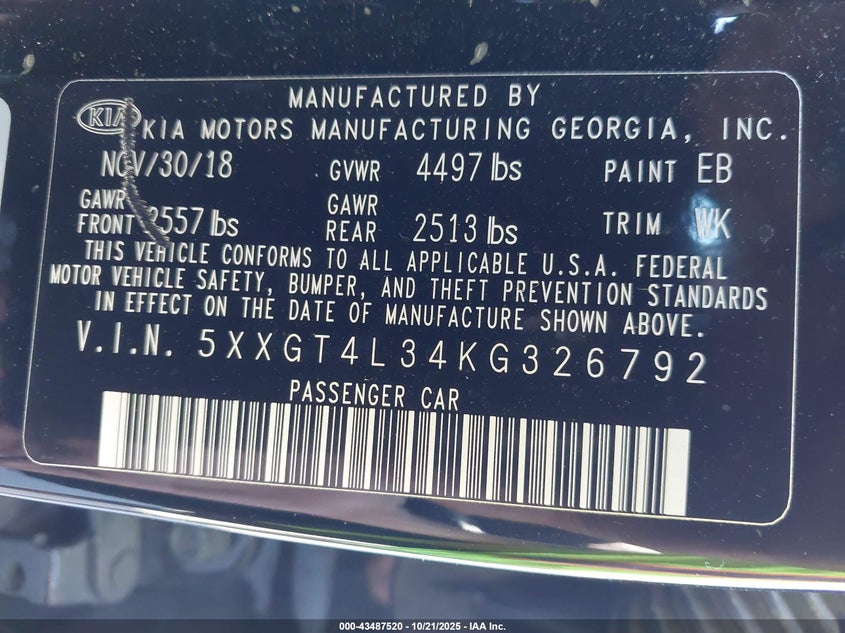 MANUFACTURED BY
KIA KIA MOTORS MANUFACTURING GEORGIA, INC.
NOV/30/18 GVWR 4497 lbs PAINT EB
GAWR FRONT 2557 lbs GAWR REAR 2513 lbs TRIM WK
THIS VEHICLE CONFORMS TO ALL APPLICABLE U.S.A. FEDERAL
MOTOR VEHICLE SAFETY, BUMPER, AND THEFT PREVENTION STANDARDS
IN EFFECT ON THE DATE OF MANUFACTURE SHOWN ABOVE.
V.I.N. 5XXGT4L34KG326792
PASSENGER CAR
000-43487520 - 10/21/2025 - IAA Inc.